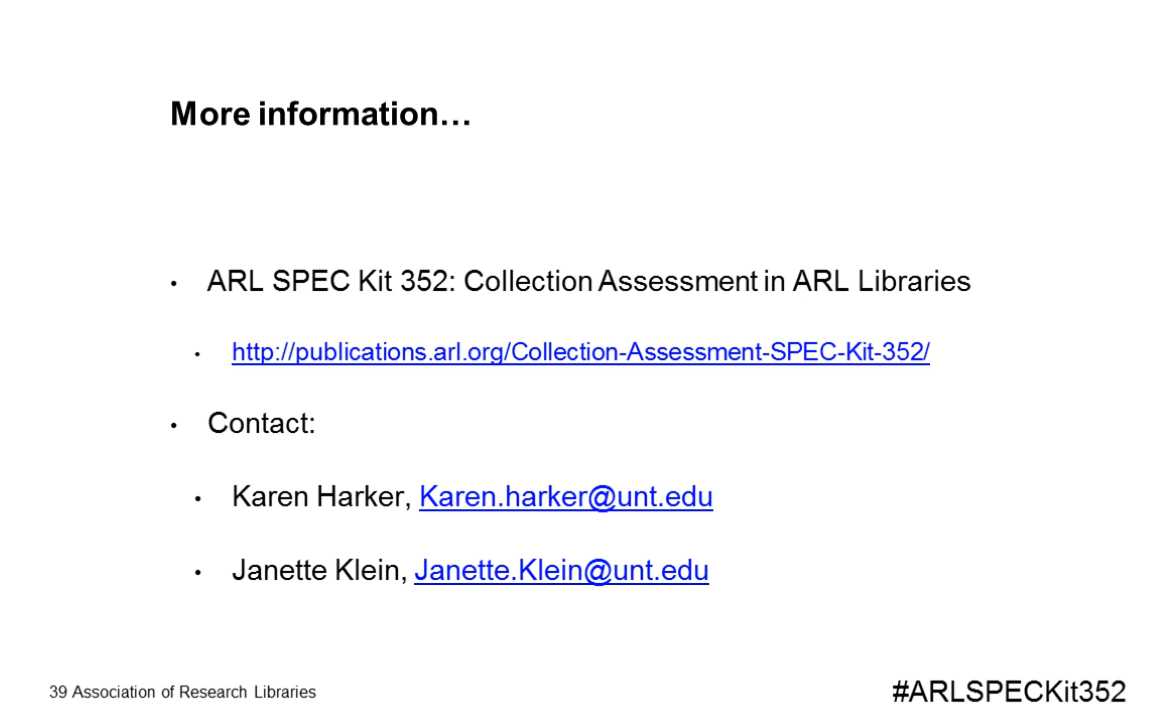 More information…
• ARL SPEC Kit 352: Collection Assessment in ARL Libraries
• http://publications.arl.org/Collection-Assessment-SPEC-Kit-352/
• Contact:
• Karen Harker, Karen.harker@unt.edu
• Janette Klein, Janette.Klein@unt.edu
39 Association of Research Libraries
#ARLSPECKit352